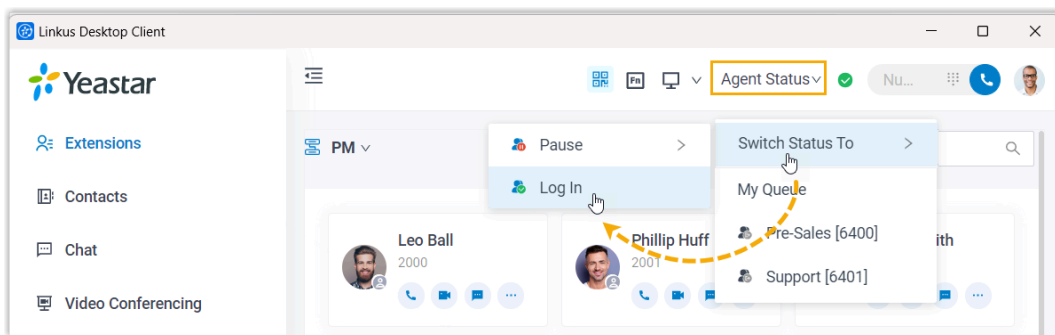 Linkus Desktop Client
Yeastar
Fn
Agent Status
Nu...
Extensions
PM
Pause
Switch Status To
Log In
My Queue
Contacts
Leo Ball
Phillip Huff
ith
2000
2001
Pre-Sales [6400]
Support [6401]
Chat
Video Conferencing